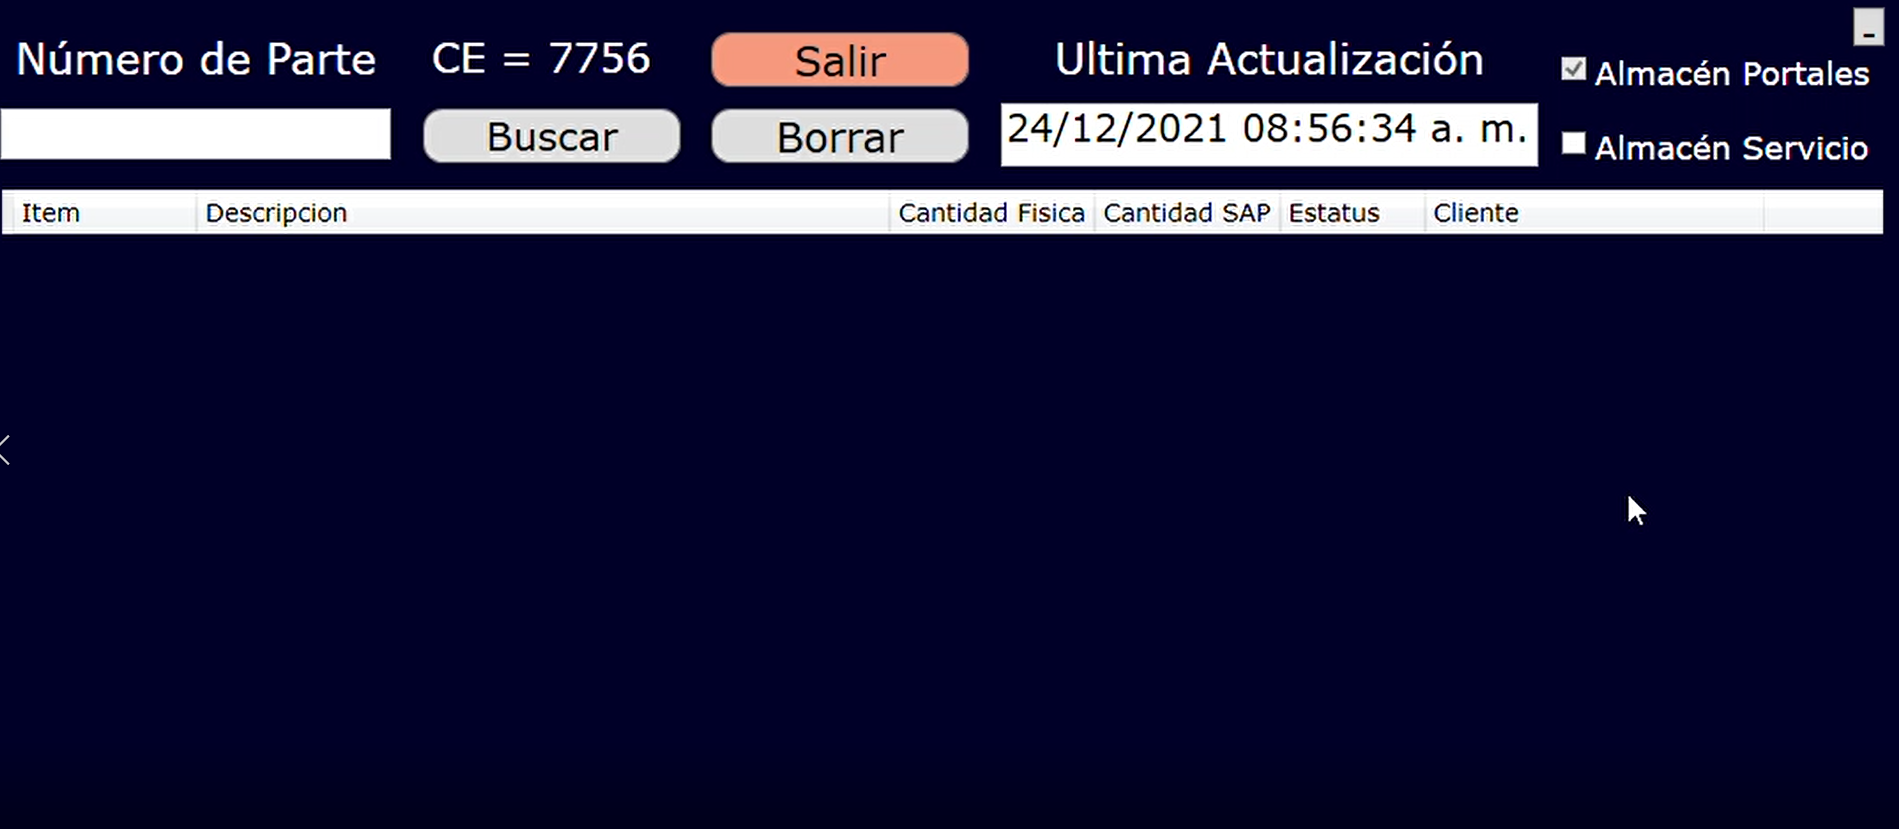 Número de Parte
CE = 7756
Salir
Ultima Actualización
-
Almacén Portales
Buscar
Borrar
24/12/2021 08:56:34 a. m.
Almacén Servicio
Item Descripcion Cantidad Fisica Cantidad SAP Estatus Cliente